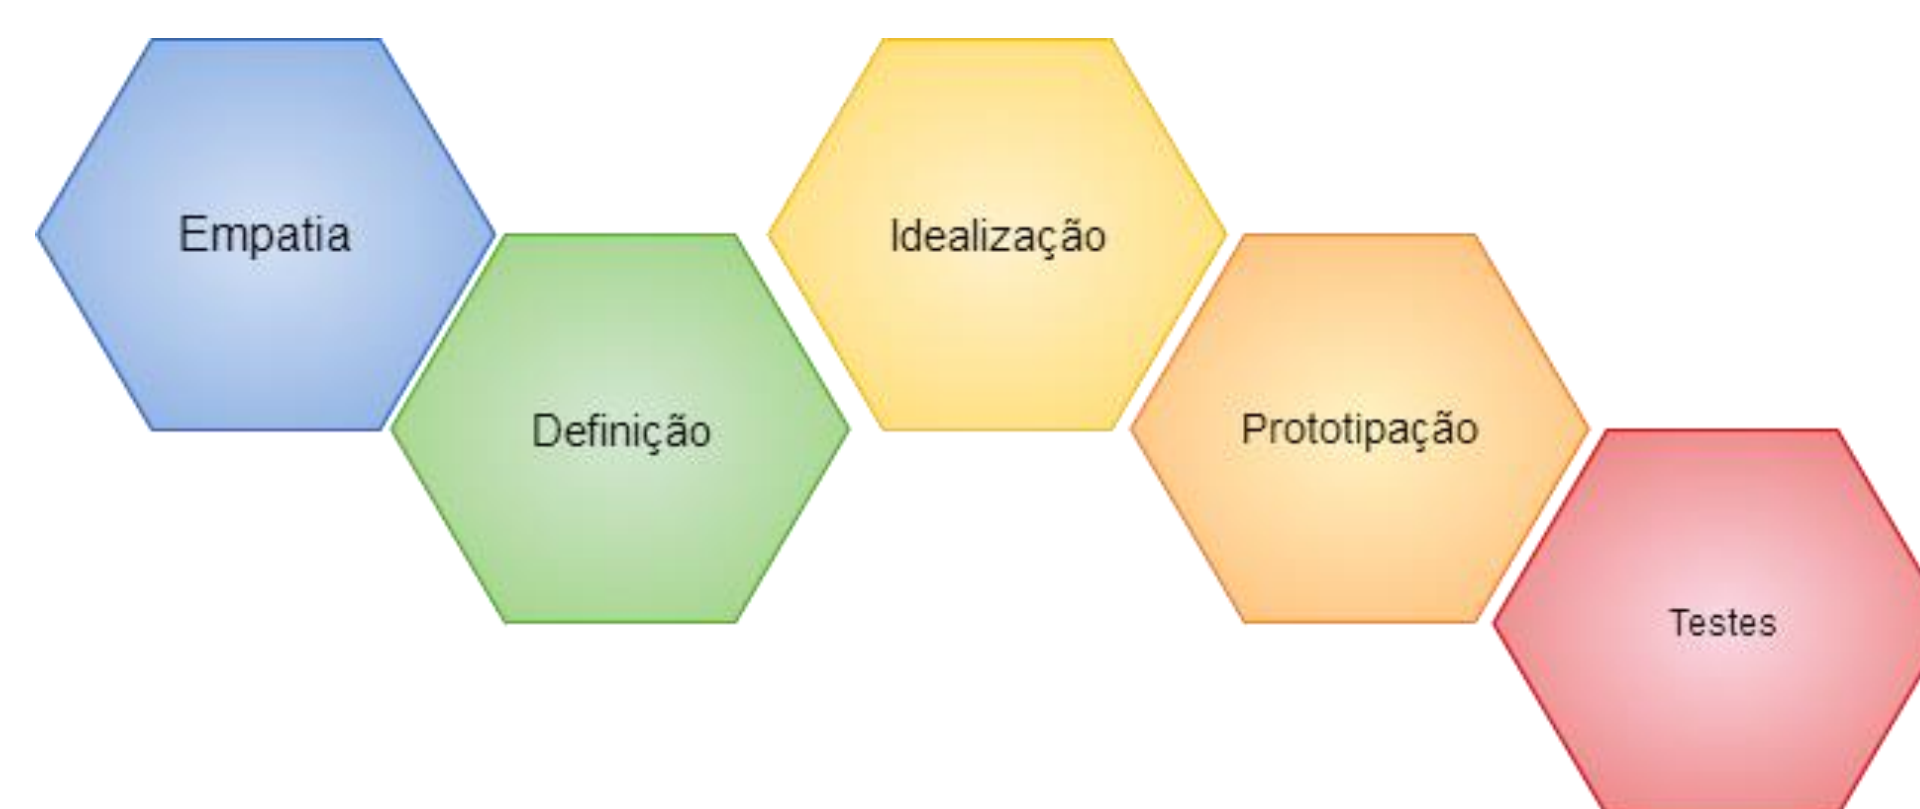 Empatia
Definição
Idealização
Prototipação
Testes